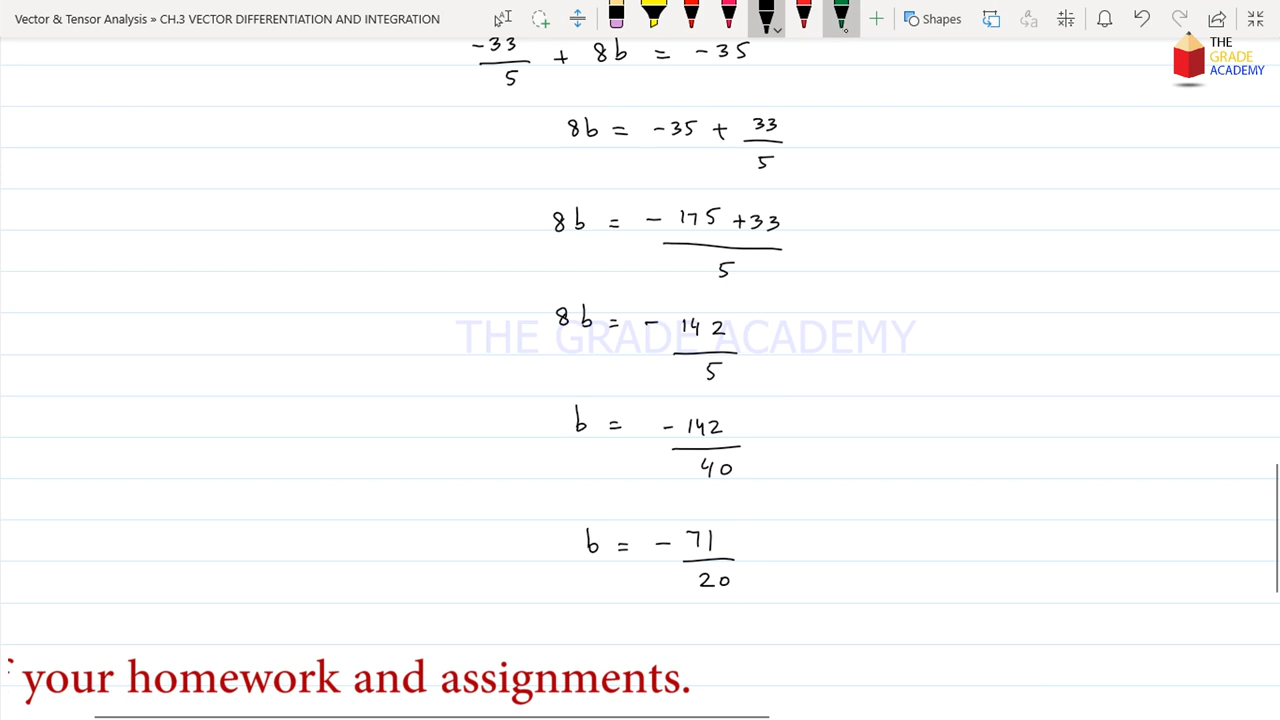 Vector & Tensor Analysis » CH.3 VECTOR DIFFERENTIATION AND INTEGRATION
Shapes
THE
GRADE
ACADEMY
-33/5 + 8b = -35
8b = -35 + 33/5
8b = - 175 + 33/5
8b = - 142/5
THE GRADE ACADEMY
b = - 142/40
b = - 71/20
your homework and assignments.